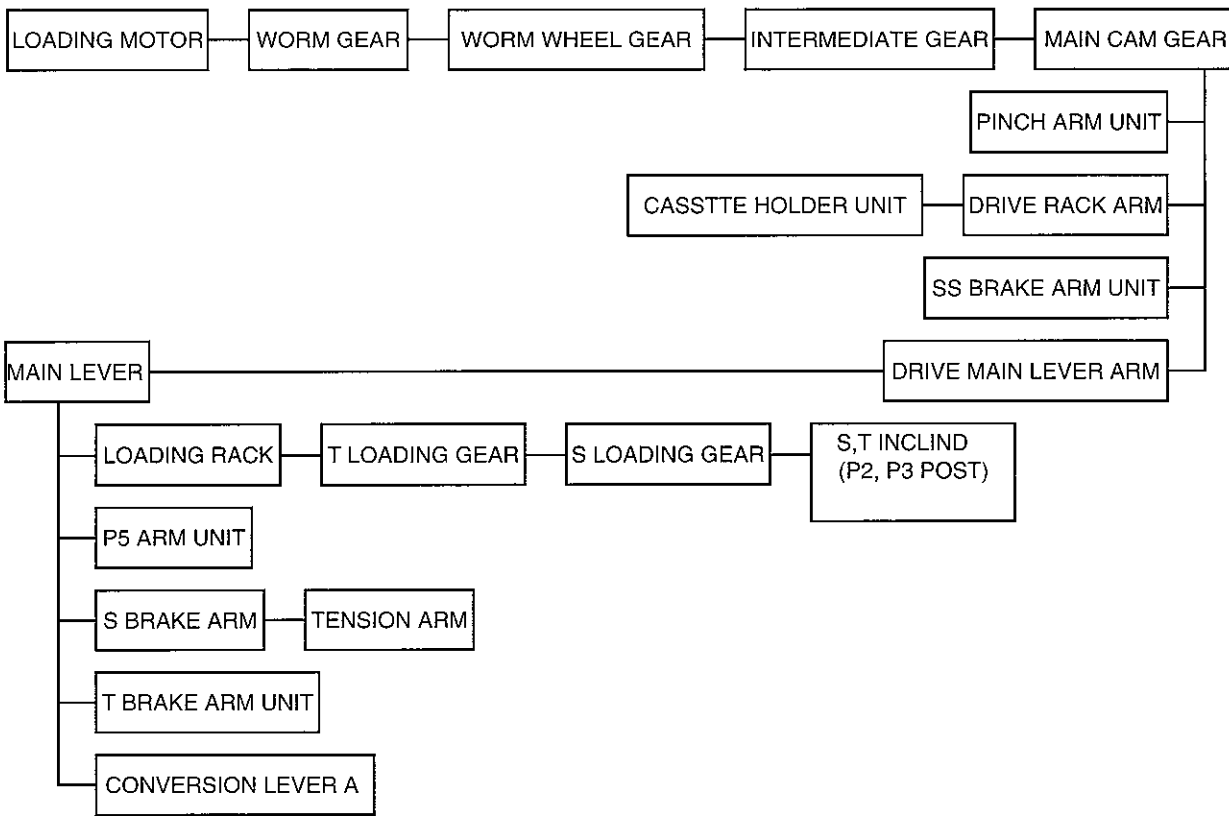 LOADING MOTOR
WORM GEAR
WORM WHEEL GEAR
INTERMEDIATE GEAR
MAIN CAM GEAR
PINCH ARM UNIT
CASSTTE HOLDER UNIT
DRIVE RACK ARM
SS BRAKE ARM UNIT
MAIN LEVER
DRIVE MAIN LEVER ARM
LOADING RACK
T LOADING GEAR
S LOADING GEAR
S,T INCLIND
(P2, P3 POST)
P5 ARM UNIT
S BRAKE ARM
TENSION ARM
T BRAKE ARM UNIT
CONVERSION LEVER A